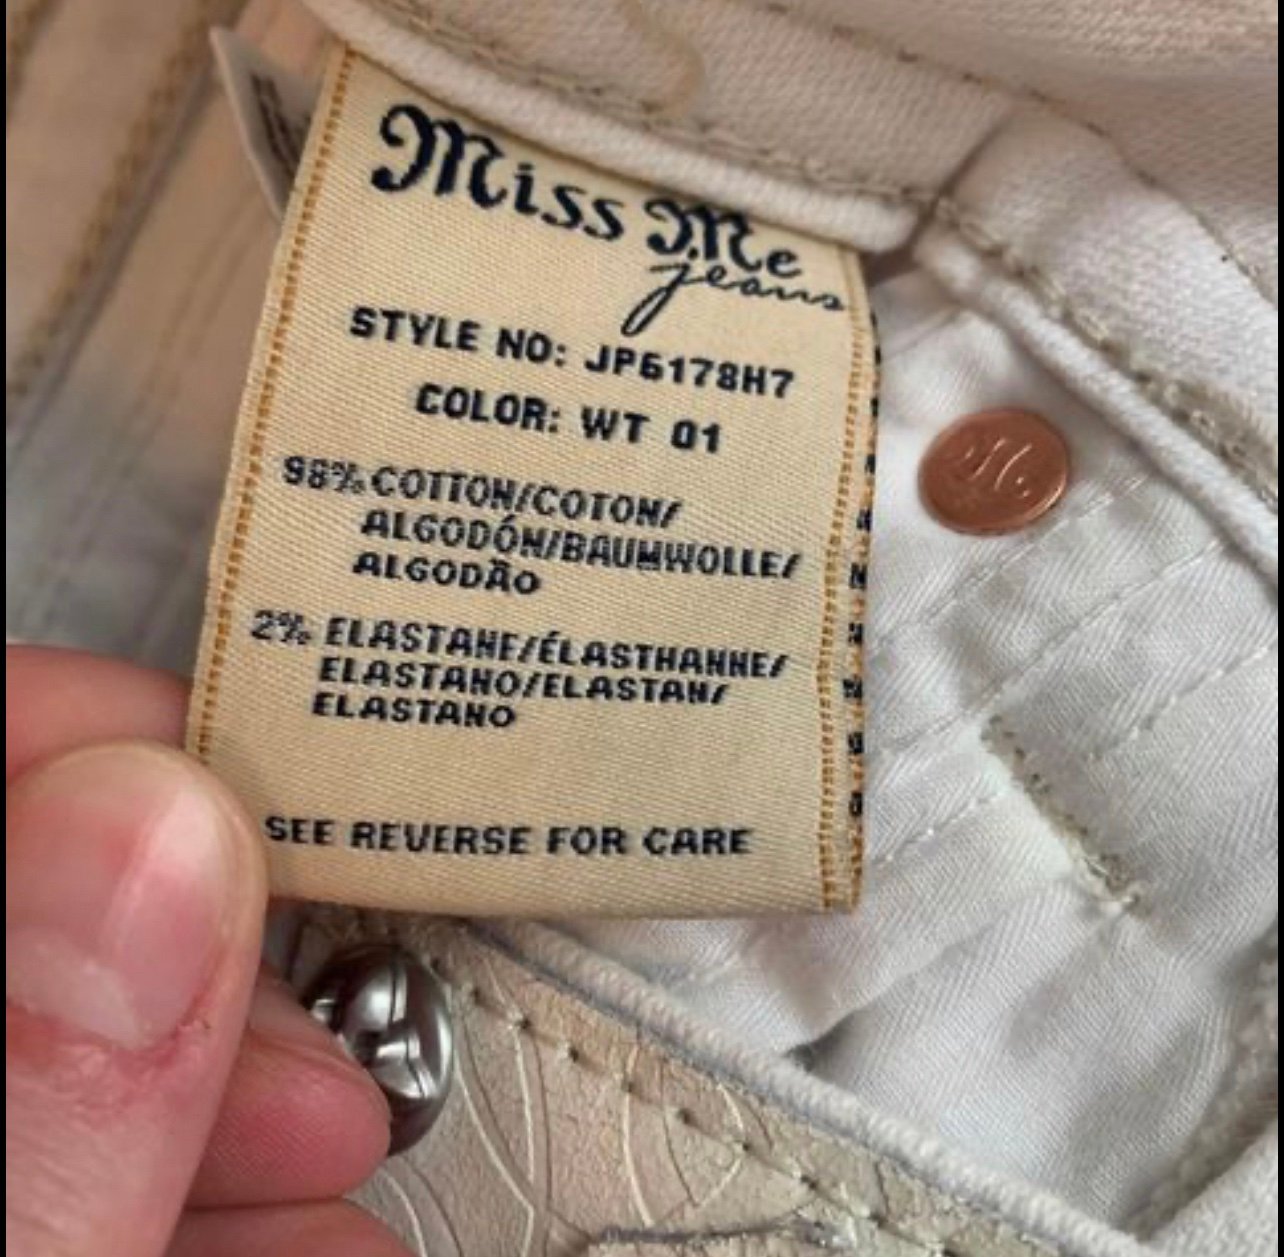 Miss Me
jeans
STYLE NO: JP6178H7
COLOR: WT 01
98% COTTON/COTON/
ALGODÓN/BAUMWOLLE/
ALGODÃO
2% ELASTANE/ÉLASTHANNE/
ELASTANO/ELASTAN/
ELASTANO
SEE REVERSE FOR CARE